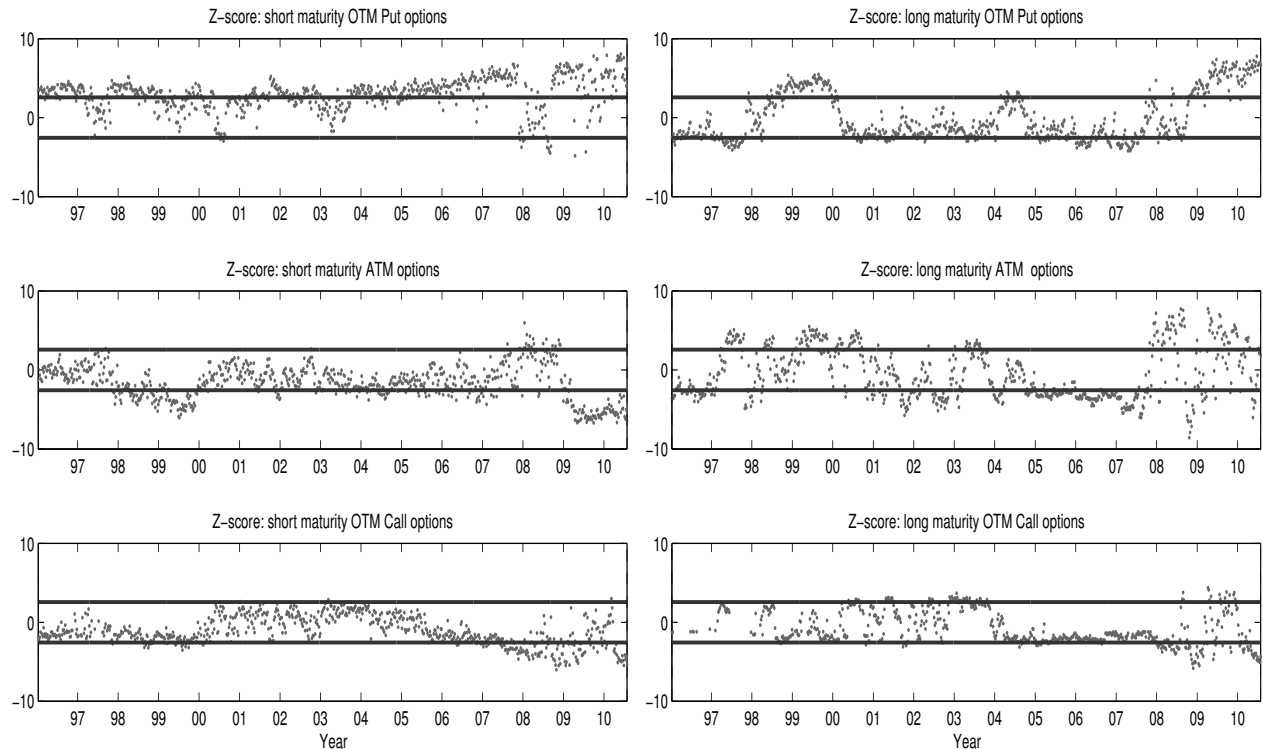 Z−score: short maturity OTM Put options
10
0
−10
97 98 99 00 01 02 03 04 05 06 07 08 09 10
Z−score: long maturity OTM Put options
10
0
−10
97 98 99 00 01 02 03 04 05 06 07 08 09 10
Z−score: short maturity ATM options
10
0
−10
97 98 99 00 01 02 03 04 05 06 07 08 09 10
Z−score: long maturity ATM options
10
0
−10
97 98 99 00 01 02 03 04 05 06 07 08 09 10
Z−score: short maturity OTM Call options
10
0
−10
97 98 99 00 01 02 03 04 05 06 07 08 09 10
Year
Z−score: long maturity OTM Call options
10
0
−10
97 98 99 00 01 02 03 04 05 06 07 08 09 10
Year